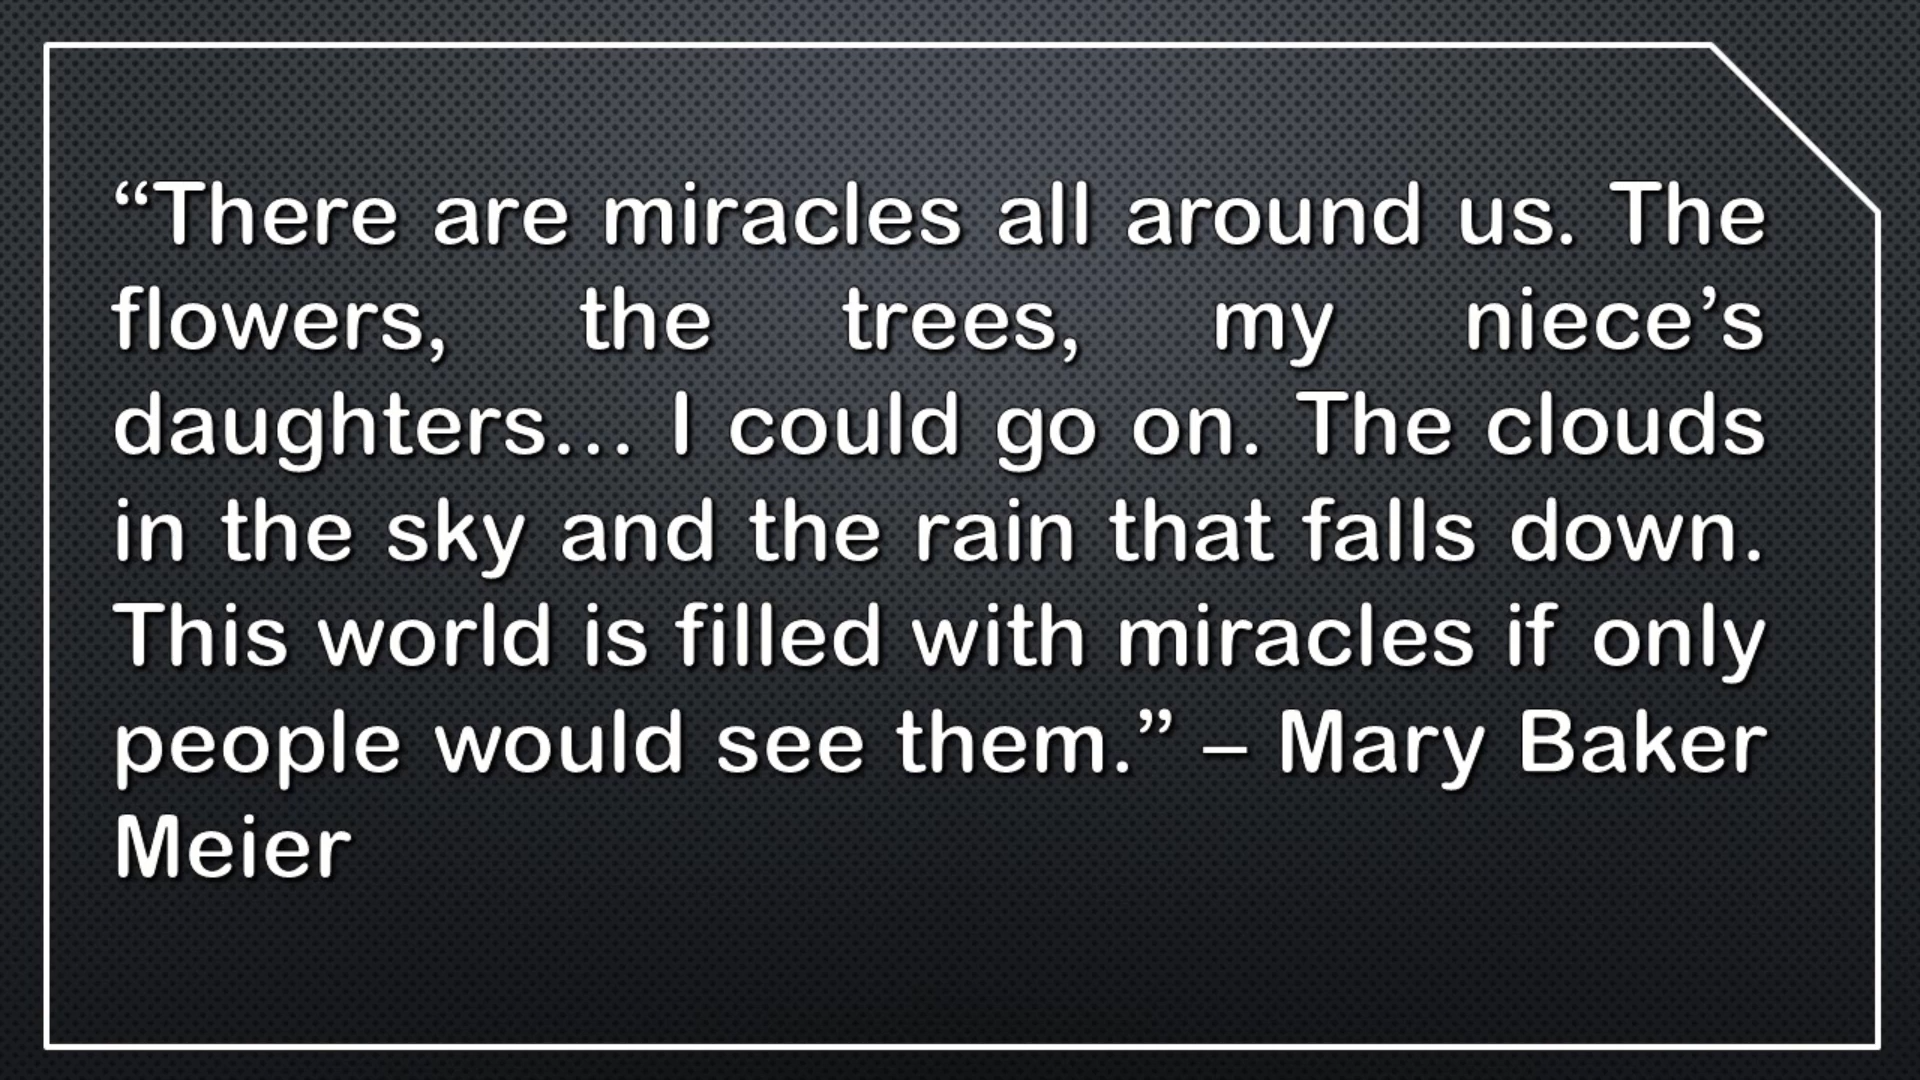 “There are miracles all around us. The
flowers, the trees, my niece’s
daughters… I could go on. The clouds
in the sky and the rain that falls down.
This world is filled with miracles if only
people would see them.” – Mary Baker
Meier